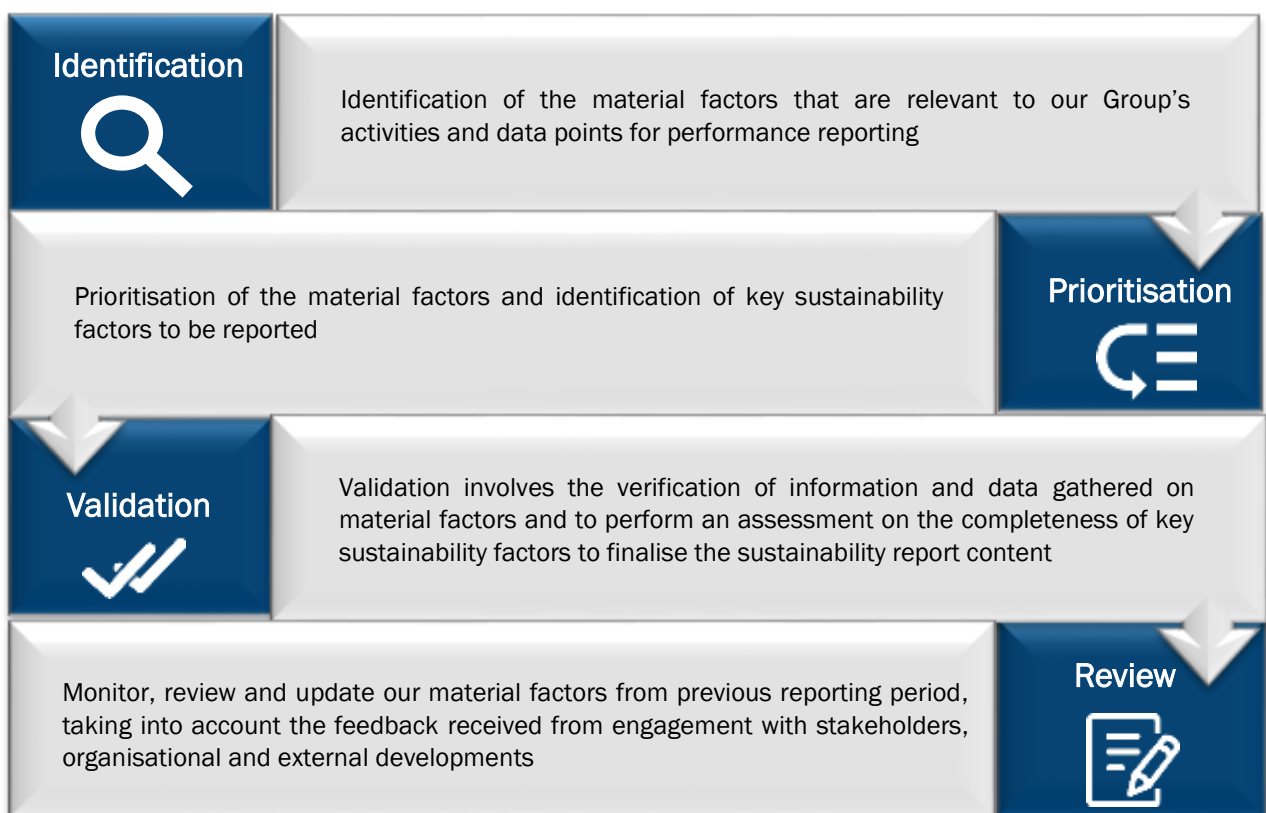 Identification
Identification of the material factors that are relevant to our Group’s
activities and data points for performance reporting
Prioritisation of the material factors and identification of key sustainability
factors to be reported
Prioritisation
Validation
Validation involves the verification of information and data gathered on
material factors and to perform an assessment on the completeness of key
sustainability factors to finalise the sustainability report content
Monitor, review and update our material factors from previous reporting period,
taking into account the feedback received from engagement with stakeholders,
organisational and external developments
Review